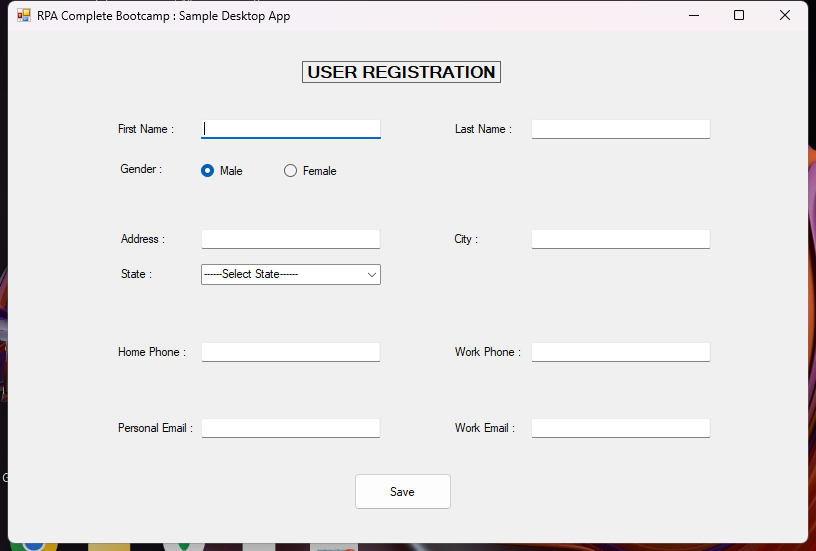 RPA Complete Bootcamp : Sample Desktop App
USER REGISTRATION
First Name :
Last Name :
Gender :
Male
Female
Address :
City :
State :
------Select State------
Home Phone :
Work Phone :
Personal Email :
Work Email :
Save